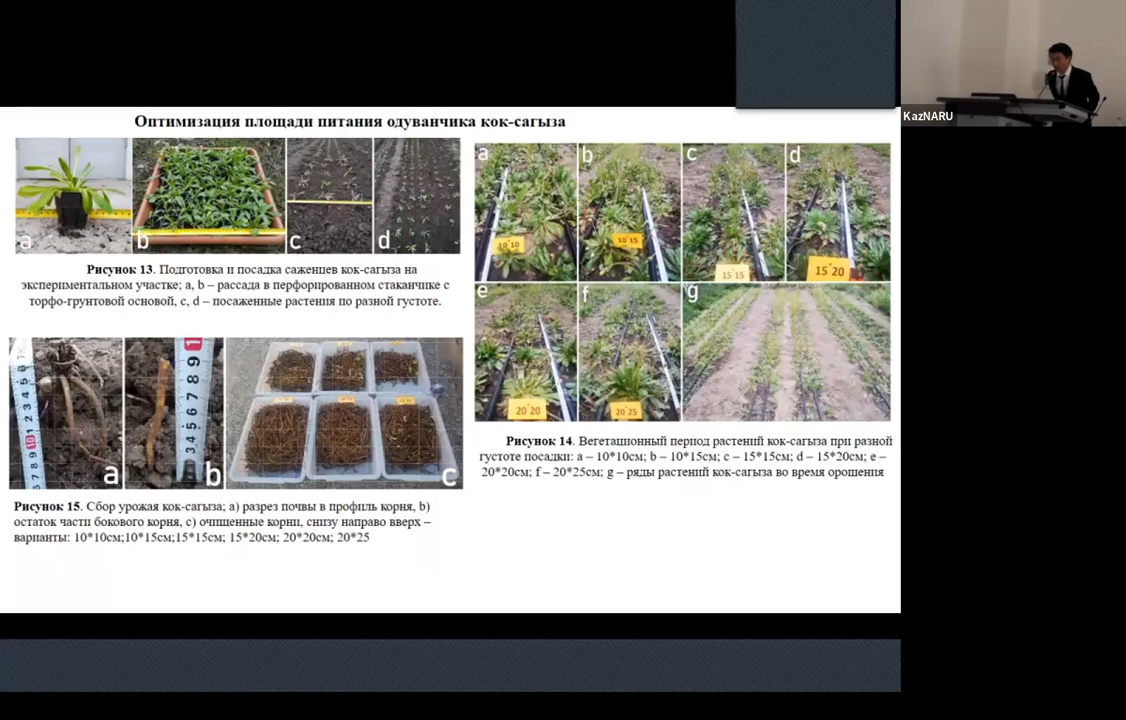 Оптимизация площади питания одуванчика кок-сагыза
KazNARU
a
b
c
d
Рисунок 13. Подготовка и посадка саженцев кок-сагыза на
экспериментальном участке; a, b – рассада в перфорированном стаканчике с
торфо-грунтовой основой, c, d – посаженные растения по разной густоте.
a
b
c
d
10*10
10*15
15*15
15*20
e
f
g
20*20
20*25
Рисунок 14. Вегетационный период растений кок-сагыза при разной
густоте посадки: a – 10*10см; b – 10*15см; c – 15*15см; d – 15*20см; e –
20*20см; f – 20*25см; g – ряды растений кок-сагыза во время орошения
a
b
c
Рисунок 15. Сбор урожая кок-сагыза; a) разрез почвы в профиль корня, b)
остаток части бокового корня, c) очищенные корни, снизу направо вверх –
варианты: 10*10см;10*15см;15*15см; 15*20см; 20*20см; 20*25